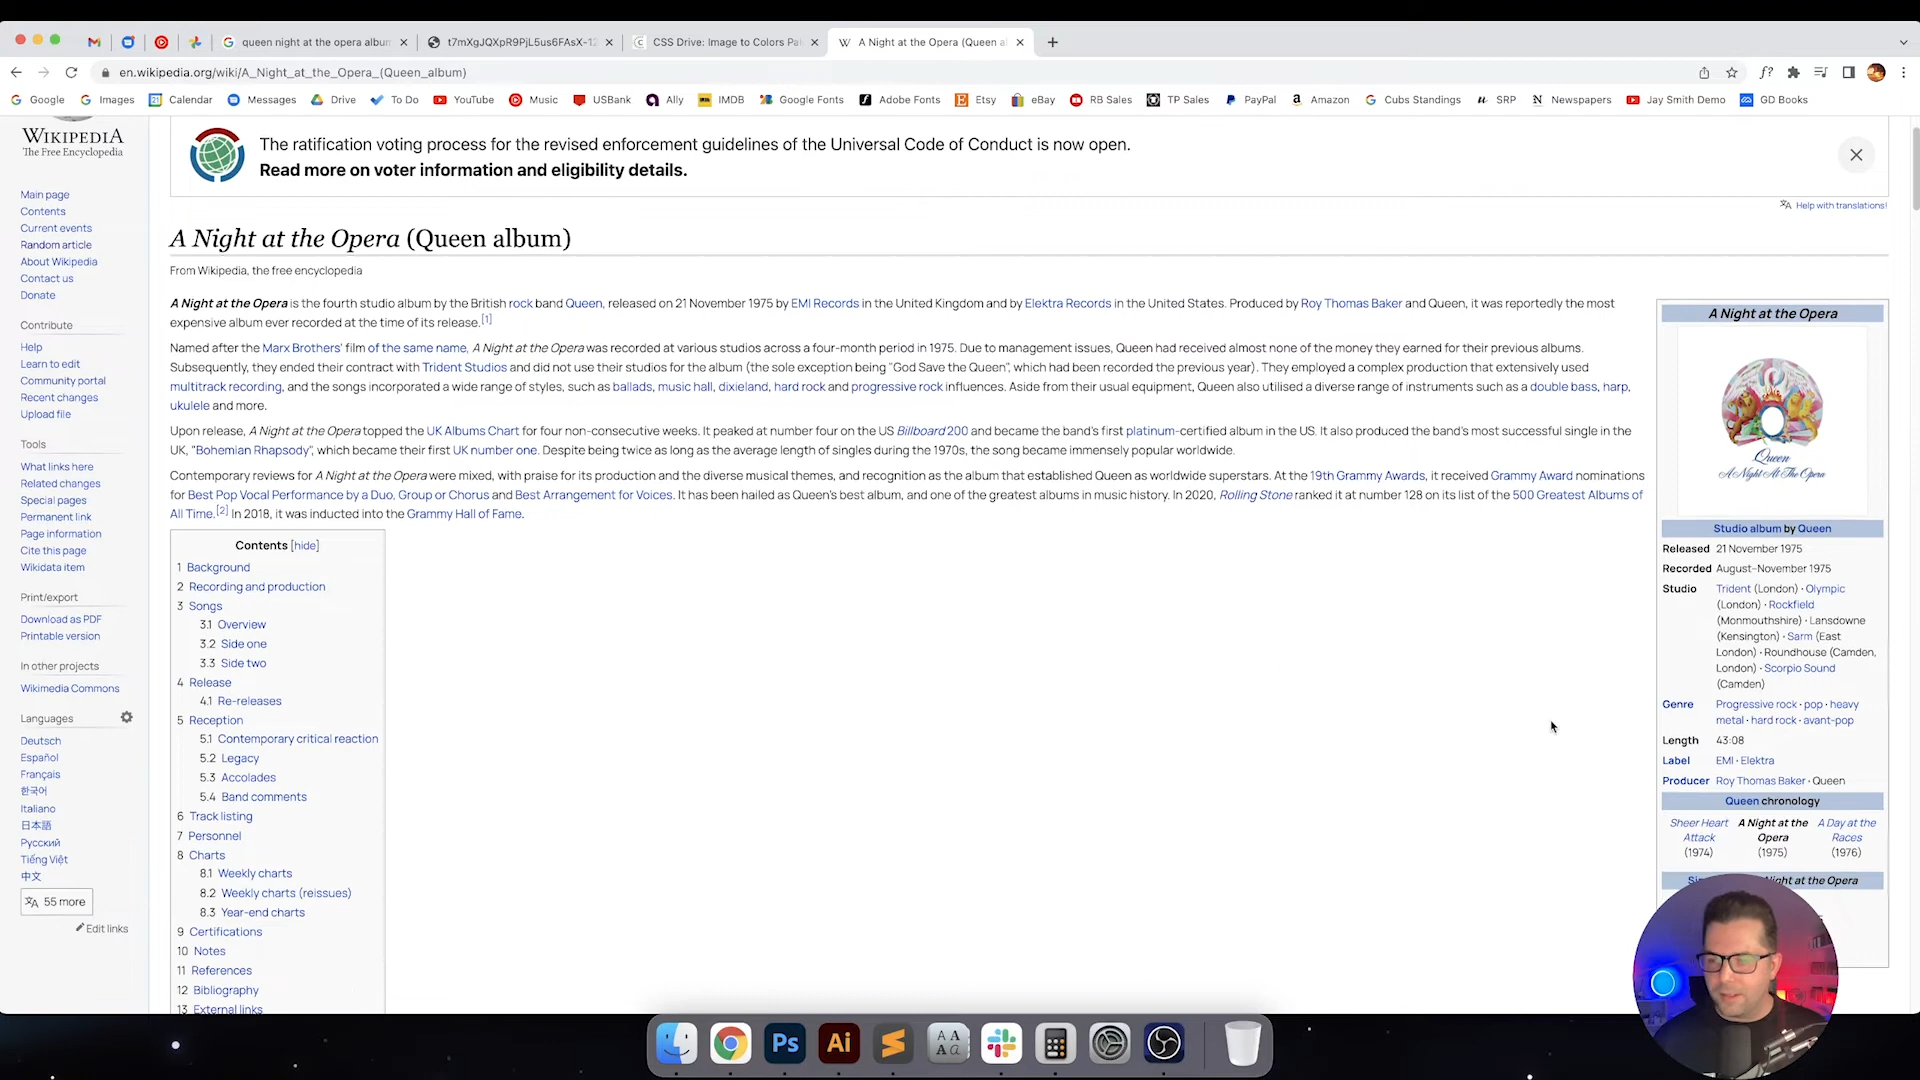 queen night at the opera album
t7mXgJQXpR9PjL5us6FAsX-12
CSS Drive: Image to Colors Pal
A Night at the Opera (Queen al
en.wikipedia.org/wiki/A_Night_at_the_Opera_(Queen_album)
Google
Images
Calendar
Messages
Drive
To Do
YouTube
Music
USBank
Ally
IMDB
Google Fonts
Adobe Fonts
Etsy
eBay
RB Sales
TP Sales
PayPal
Amazon
Cubs Standings
SRP
Newspapers
Jay Smith Demo
GD Books
WIKIPEDIA
The Free Encyclopedia
Main page
Contents
Current events
Random article
About Wikipedia
Contact us
Donate
Contribute
Help
Learn to edit
Community portal
Recent changes
Upload file
Tools
What links here
Related changes
Special pages
Permanent link
Page information
Cite this page
Wikidata item
Print/export
Download as PDF
Printable version
In other projects
Wikimedia Commons
Languages
Deutsch
Español
Français
한국어
Italiano
日本語
Русский
Tiếng Việt
中文
55 more
Edit links
The ratification voting process for the revised enforcement guidelines of the Universal Code of Conduct is now open.
Read more on voter information and eligibility details.
Help with translations!
A Night at the Opera (Queen album)
From Wikipedia, the free encyclopedia
A Night at the Opera is the fourth studio album by the British rock band Queen, released on 21 November 1975 by EMI Records in the United Kingdom and by Elektra Records in the United States. Produced by Roy Thomas Baker and Queen, it was reportedly the most
expensive album ever recorded at the time of its release.[1]
Named after the Marx Brothers' film of the same name, A Night at the Opera was recorded at various studios across a four-month period in 1975. Due to management issues, Queen had received almost none of the money they earned for their previous albums.
Subsequently, they ended their contract with Trident Studios and did not use their studios for the album (the sole exception being "God Save the Queen", which had been recorded the previous year). They employed a complex production that extensively used
multitrack recording, and the songs incorporated a wide range of styles, such as ballads, music hall, dixieland, hard rock and progressive rock influences. Aside from their usual equipment, Queen also utilised a diverse range of instruments such as a double bass, harp,
ukulele and more.
Upon release, A Night at the Opera topped the UK Albums Chart for four non-consecutive weeks. It peaked at number four on the US Billboard 200 and became the band's first platinum-certified album in the US. It also produced the band's most successful single in the
UK, "Bohemian Rhapsody", which became their first UK number one. Despite being twice as long as the average length of singles during the 1970s, the song became immensely popular worldwide.
Contemporary reviews for A Night at the Opera were mixed, with praise for its production and the diverse musical themes, and recognition as the album that established Queen as worldwide superstars. At the 19th Grammy Awards, it received Grammy Award nominations
for Best Pop Vocal Performance by a Duo, Group or Chorus and Best Arrangement for Voices. It has been hailed as Queen's best album, and one of the greatest albums in music history. In 2020, Rolling Stone ranked it at number 128 on its list of the 500 Greatest Albums of
All Time.[2] In 2018, it was inducted into the Grammy Hall of Fame.
Contents [hide]
1 Background
2 Recording and production
3 Songs
3.1 Overview
3.2 Side one
3.3 Side two
4 Release
4.1 Re-releases
5 Reception
5.1 Contemporary critical reaction
5.2 Legacy
5.3 Accolades
5.4 Band comments
6 Track listing
7 Personnel
8 Charts
8.1 Weekly charts
8.2 Weekly charts (reissues)
8.3 Year-end charts
9 Certifications
10 Notes
11 References
12 Bibliography
13 External links
A Night at the Opera
Queen
A Night At The Opera
Studio album by Queen
Released 21 November 1975
Recorded August–November 1975
Studio Trident (London) · Olympic
(London) · Rockfield
(Monmouthshire) · Lansdowne
(Kensington) · Sarm (East
London) · Roundhouse (Camden,
London) · Scorpio Sound
(Camden)
Genre Progressive rock · pop · heavy
metal · hard rock · avant-pop
Length 43:08
Label EMI · Elektra
Producer Roy Thomas Baker · Queen
Queen chronology
Sheer Heart
Attack
(1974)
A Night at the
Opera
(1975)
A Day at the
Races
(1976)
ight at the Opera
Ps
Ai